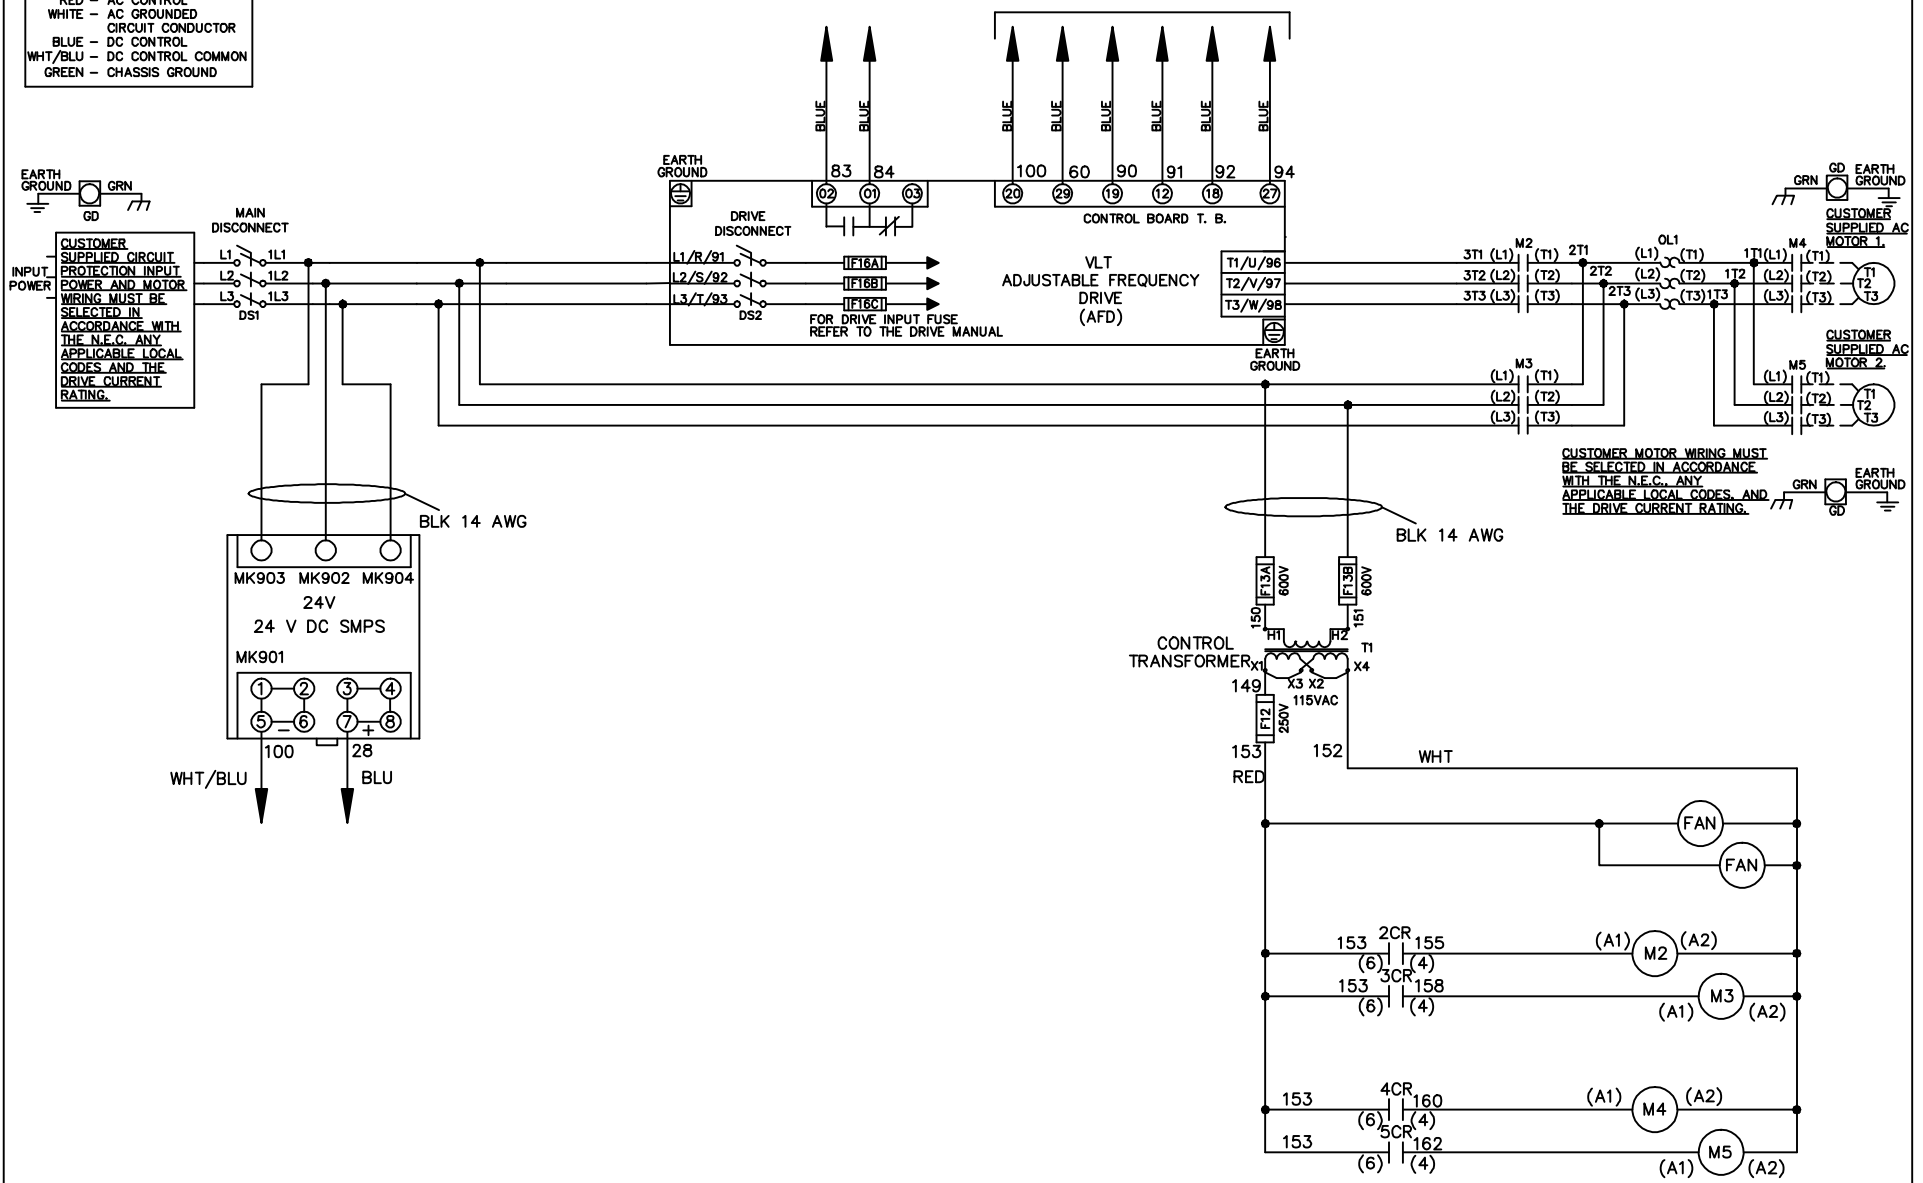 RED – AC CONTROL
WHITE – AC GROUNDED
CIRCUIT CONDUCTOR
BLUE – DC CONTROL
WHT/BLU – DC CONTROL COMMON
GREEN – CHASSIS GROUND
BLUE
BLUE
BLUE
BLUE
BLUE
BLUE
BLUE
BLUE
EARTH
GROUND
GRN
GD
MAIN
DISCONNECT
L1 1L1
L2 1L2
L3 1L3
DS1
INPUT
POWER
CUSTOMER
SUPPLIED CIRCUIT
PROTECTION INPUT
POWER AND MOTOR
WIRING MUST BE
SELECTED IN
ACCORDANCE WITH
THE N.E.C. ANY
APPLICABLE LOCAL
CODES AND THE
DRIVE CURRENT
RATING.
EARTH
GROUND
83 84
02 01 03
100 60 90 91 92 94
20 29 19 12 18 27
CONTROL BOARD T. B.
DRIVE
DISCONNECT
L1/R/91
L2/S/92
L3/T/93
DS2
F16A
F16B
F16C
FOR DRIVE INPUT FUSE
REFER TO THE DRIVE MANUAL
VLT
ADJUSTABLE FREQUENCY
DRIVE
(AFD)
T1/U/96
T2/V/97
T3/W/98
EARTH
GROUND
M2
3T1 (L1) (T1) 2T1
3T2 (L2) (T2) 2T2
3T3 (L3) (T3) 2T3
OL1
(L1) (T1) 1T1
(L2) (T2) 1T2
(L3) (T3) 1T3
M4
(L1) (T1)
(L2) (T2)
(L3) (T3)
T1
T2
T3
GRN
GD
EARTH
GROUND
CUSTOMER
SUPPLIED AC
MOTOR 1.
M3
(L1) (T1)
(L2) (T2)
(L3) (T3)
CUSTOMER
SUPPLIED AC
MOTOR 2.
M5
(L1) (T1)
(L2) (T2)
(L3) (T3)
T1
T2
T3
CUSTOMER MOTOR WIRING MUST
BE SELECTED IN ACCORDANCE
WITH THE N.E.C., ANY
APPLICABLE LOCAL CODES, AND
THE DRIVE CURRENT RATING.
GRN
GD
EARTH
GROUND
BLK 14 AWG
BLK 14 AWG
MK903 MK902 MK904
24V
24 V DC SMPS
MK901
1 2 3 4
5 – 6 7 + 8
100 28
WHT/BLU BLU
F13A
600V
F13B
600V
150
151
H1 H2
T1
CONTROL
TRANSFORMER
X1 X3 X2 X4
115VAC
149
F12
250V
153
RED
152
WHT
FAN
FAN
2CR
153 155
(6) (4)
(A1) M2 (A2)
3CR
153 158
(6) (4)
(A1) M3 (A2)
4CR
153 160
(6) (4)
(A1) M4 (A2)
5CR
153 162
(6) (4)
(A1) M5 (A2)